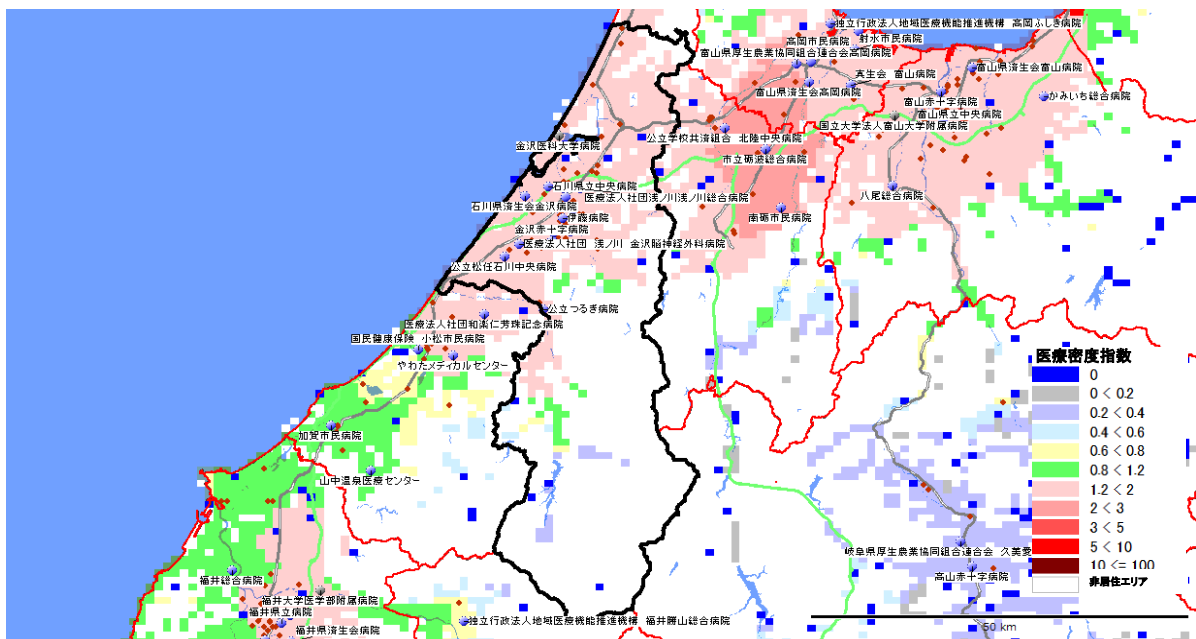 独立行政法人地域医療機能推進機構 高岡ふしき病院
高岡市民病院
射水市民病院
富山県厚生農業協同組合連合会高岡病院
富山県済生会富山病院
真生会 富山病院
富山県済生会高岡病院
かみいち総合病院
富山赤十字病院
富山県立中央病院
国立大学法人富山大学附属病院
公立学校共済組合 北陸中央病院
金沢医科大学病院
市立砺波総合病院
石川県立中央病院
八尾総合病院
医療法人社団浅ノ川浅ノ川総合病院
石川県済生会金沢病院
伊藤病院
南砺市民病院
金沢赤十字病院
医療法人社団 浅ノ川 金沢脳神経外科病院
公立松任石川中央病院
公立つるぎ病院
医療法人社団和楽仁芳珠記念病院
国民健康保険 小松市民病院
やわたメディカルセンター
医療密度指数
0
0 < 0.2
0.2 < 0.4
0.4 < 0.6
0.6 < 0.8
0.8 < 1.2
1.2 < 2
2 < 3
3 < 5
5 < 10
10 <= 100
非居住エリア
加賀市民病院
山中温泉医療センター
岐阜県厚生農業協同組合連合会 久美愛
高山赤十字病院
福井総合病院
福井大学医学部附属病院
福井県立病院
福井県済生会病院
独立行政法人地域医療機能推進機構 福井勝山総合病院
50 km